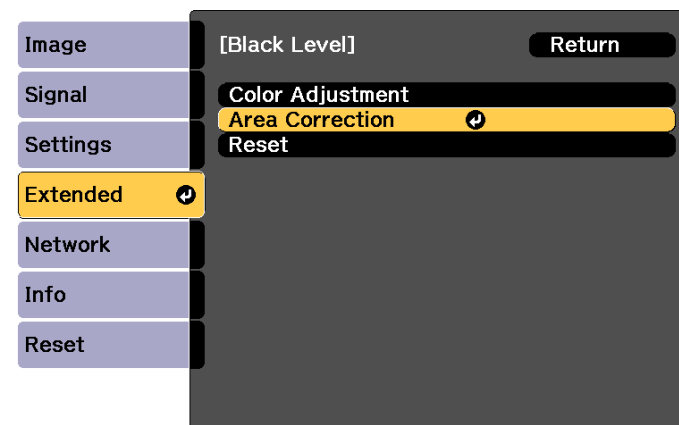 Image
Signal
Settings
Extended
Network
Info
Reset
[Black Level] Return
Color Adjustment
Area Correction
Reset